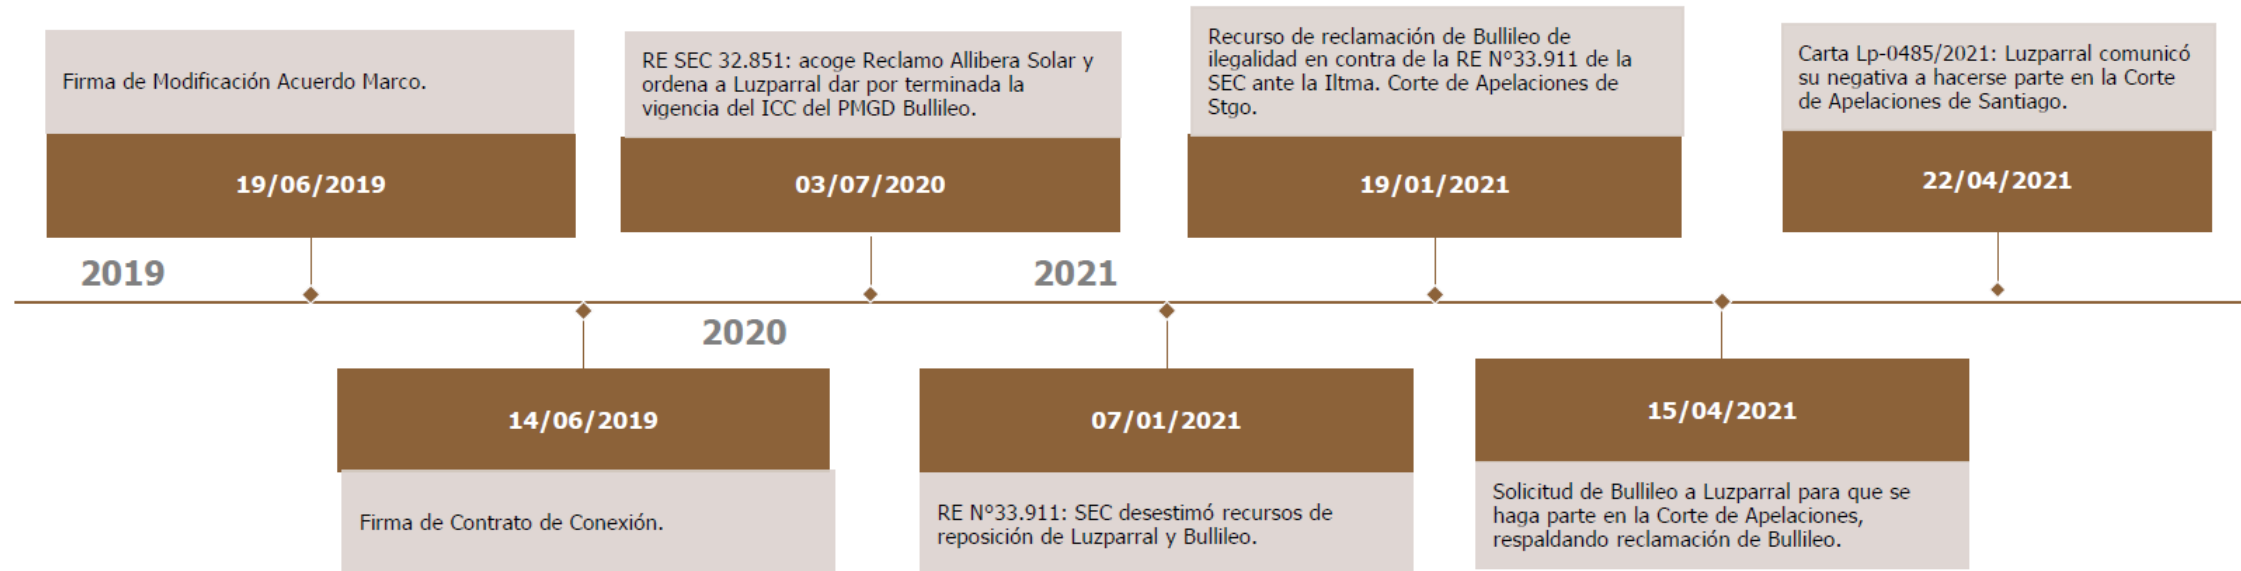 Firma de Modificación Acuerdo Marco.
19/06/2019
2019
14/06/2019
Firma de Contrato de Conexión.
RE SEC 32.851: acoge Reclamo Allibera Solar y
ordena a Luzparral dar por terminada la
vigencia del ICC del PMGD Bullileo.
03/07/2020
2020
07/01/2021
RE Nº33.911: SEC desestimó recursos de
reposición de Luzparral y Bullileo.
2021
Recurso de reclamación de Bullileo de
ilegalidad en contra de la RE Nº33.911 de la
SEC ante la Iltma. Corte de Apelaciones de
Stgo.
19/01/2021
15/04/2021
Solicitud de Bullileo a Luzparral para que se
haga parte en la Corte de Apelaciones,
respaldando reclamación de Bullileo.
Carta Lp-0485/2021: Luzparral comunicó
su negativa a hacerse parte en la Corte
de Apelaciones de Santiago.
22/04/2021